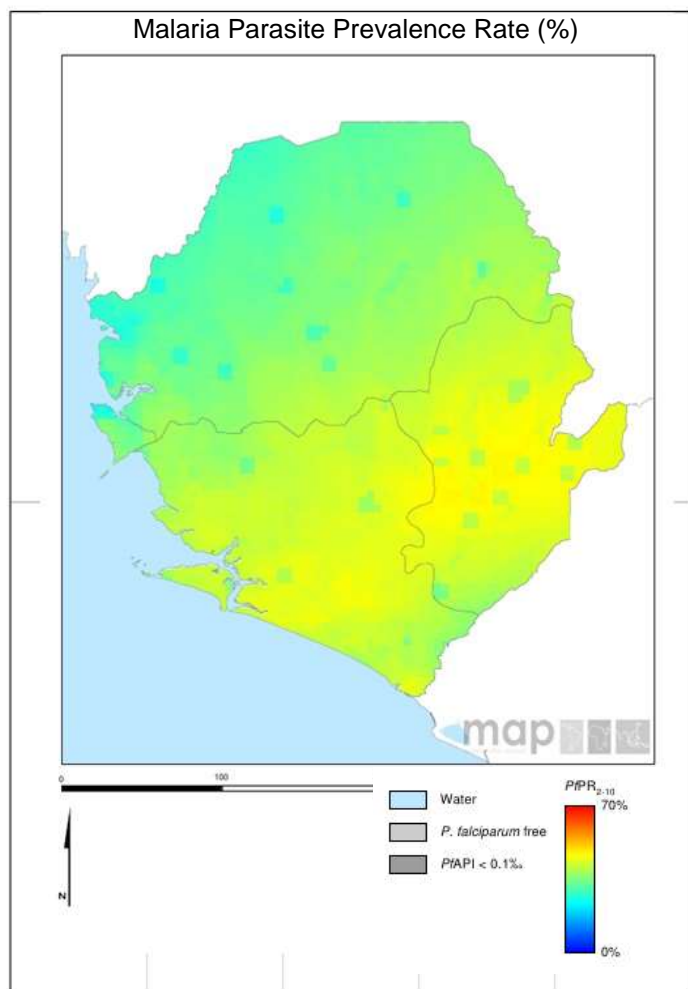 Malaria Parasite Prevalence Rate (%)
map
0 100
Water
P. falciparum free
PfAPI < 0.1‰
PfPR2-10
70%
0%
N